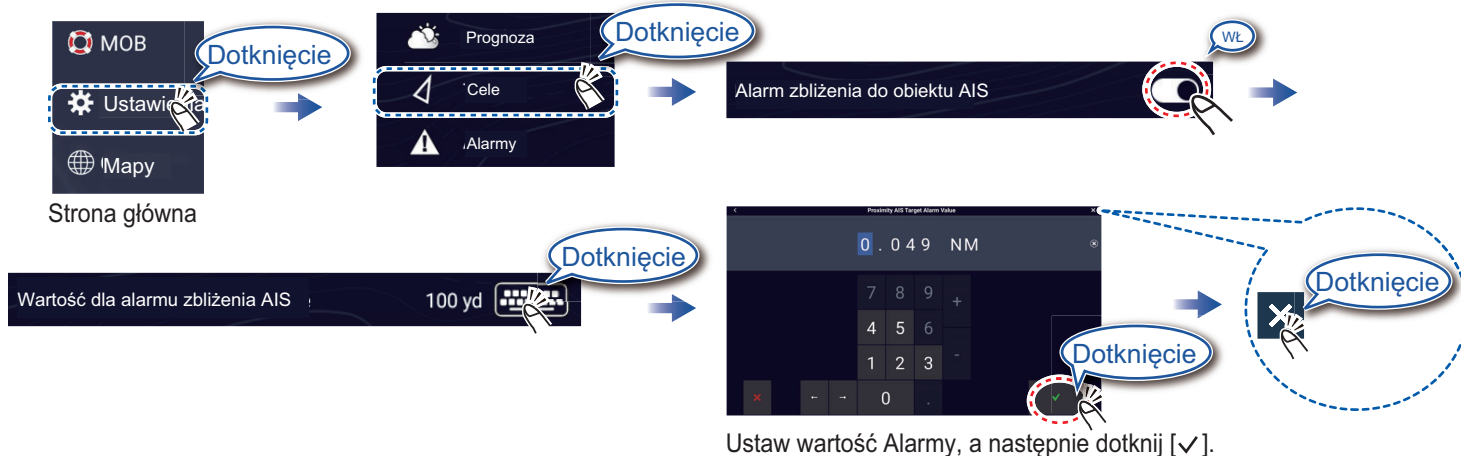 MOB
Dotknięcie
Ustawienia
Mapy
Strona główna
Prognoza
Dotknięcie
Cele
Alarmy
Alarm zbliżenia do obiektu AIS
WŁ
Wartość dla alarmu zbliżenia AIS
100 yd
Dotknięcie
Proximity AIS Target Alarm Value
0.049 NM
7 8 9 +
4 5 6
1 2 3 -
← → 0 .
Dotknięcie
Ustaw wartość Alarmy, a następnie dotknij [✓].
Dotknięcie